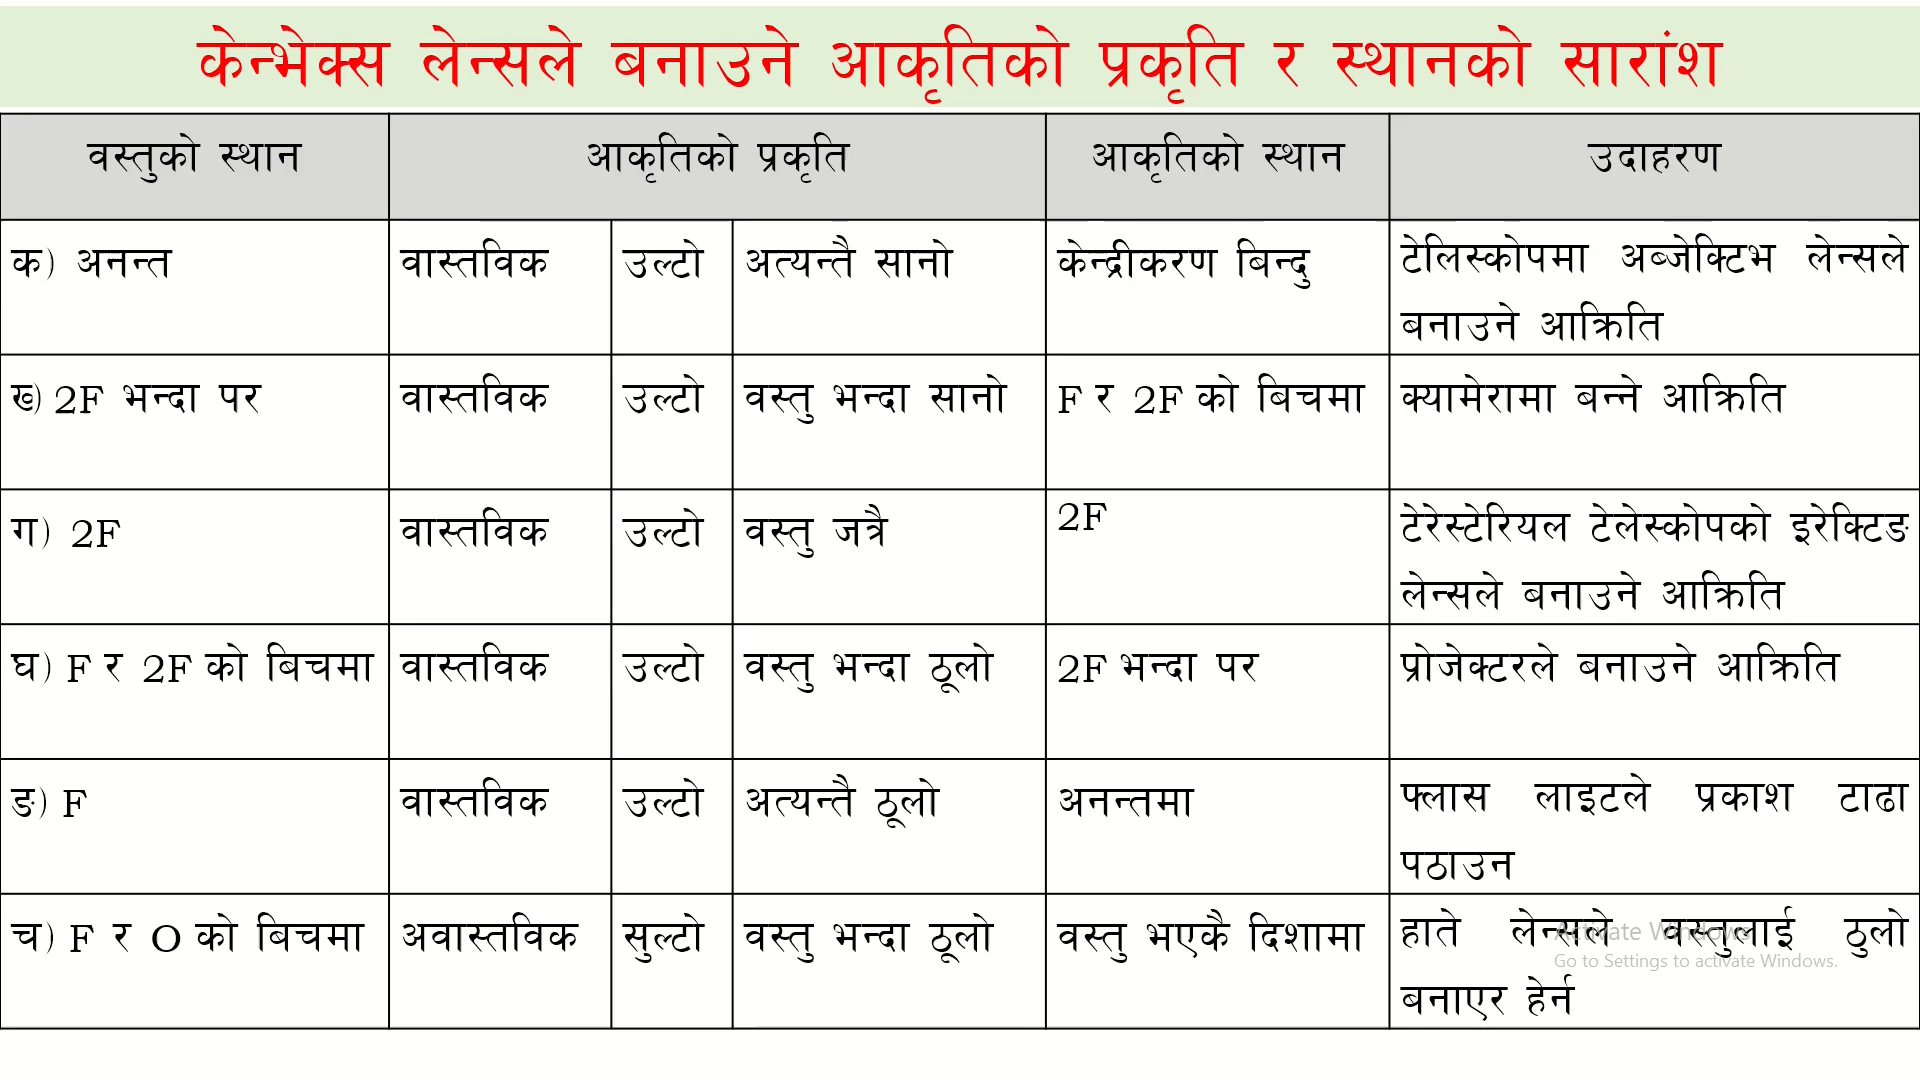 केन्भेक्स लेन्सले बनाउने आकृतिको प्रकृति र स्थानको सारांश
वस्तुको स्थान आकृतिको प्रकृति आकृतिको स्थान उदाहरण
क) अनन्त वास्तविक उल्टो अत्यन्तै सानो केन्द्रीकरण बिन्दु टेलिस्कोपमा अब्जेक्टिभ लेन्सले
बनाउने आक्रिति
ख) 2F भन्दा पर वास्तविक उल्टो वस्तु भन्दा सानो F र 2F को बिचमा क्यामेरामा बन्ने आक्रिति
ग) 2F वास्तविक उल्टो वस्तु जत्रै 2F टेरेस्टेरियल टेलेस्कोपको इरेक्टिङ
लेन्सले बनाउने आक्रिति
घ) F र 2F को बिचमा वास्तविक उल्टो वस्तु भन्दा ठूलो 2F भन्दा पर प्रोजेक्टरले बनाउने आक्रिति
ङ) F वास्तविक उल्टो अत्यन्तै ठूलो अनन्तमा फ्लास लाइटले प्रकाश टाढा
पठाउन
च) F र O को बिचमा अवास्तविक सुल्टो वस्तु भन्दा ठूलो वस्तु भएकै दिशामा हाते लेन्सले वस्तुलाई ठुलो
बनाएर हेर्न
Activate Windows
Go to Settings to activate Windows.